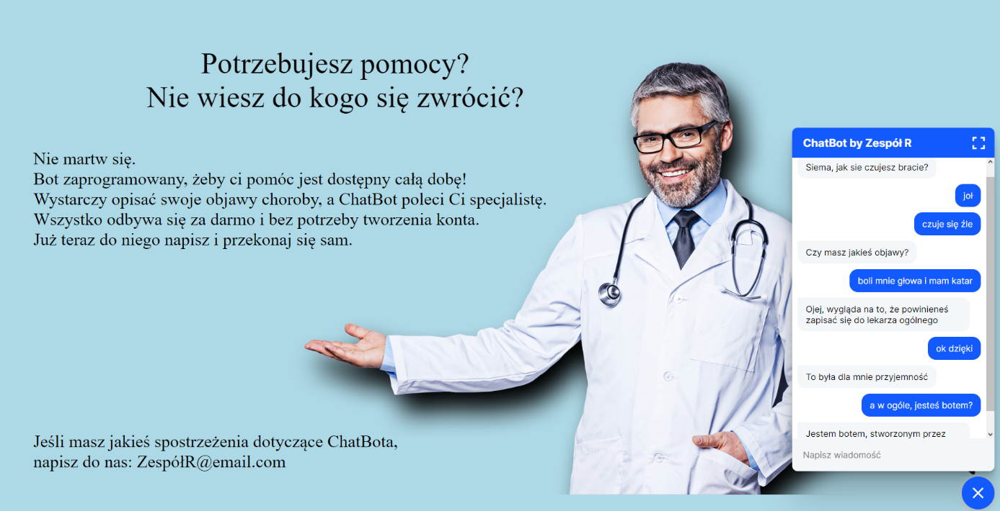 Potrzebujesz pomocy?
Nie wiesz do kogo się zwrócić?
Nie martw się.
Bot zaprogramowany, żeby ci pomóc jest dostępny całą dobę!
Wystarczy opisać swoje objawy choroby, a ChatBot poleci Ci specjalistę.
Wszystko odbywa się za darmo i bez potrzeby tworzenia konta.
Już teraz do niego napisz i przekonaj się sam.
Jeśli masz jakieś spostrzeżenia dotyczące ChatBota,
napisz do nas: ZespółR@email.com
ChatBot by Zespół R
Siema, jak sie czujesz bracie?
joł
czuje się źle
Czy masz jakieś objawy?
boli mnie głowa i mam katar
Ojej, wygląda na to, że powinieneś
zapisać się do lekarza ogólnego
ok dzięki
To była dla mnie przyjemność
a w ogóle, jesteś botem?
Jestem botem, stworzonym przez
Napisz wiadomość